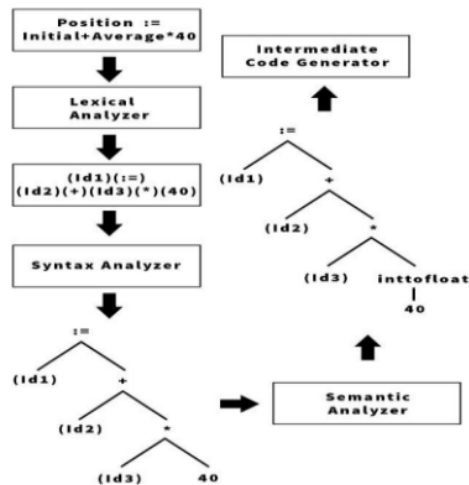 Position :=
Initial+Average*40
Lexical
Analyzer
(Id1)(:=)
(Id2)(+)(Id3)(*)(40)
Syntax Analyzer
:=
(Id1)
+
(Id2)
*
(Id3) 40
Semantic
Analyzer
:=
(Id1)
+
(Id2)
*
(Id3) inttofloat
40
Intermediate
Code Generator